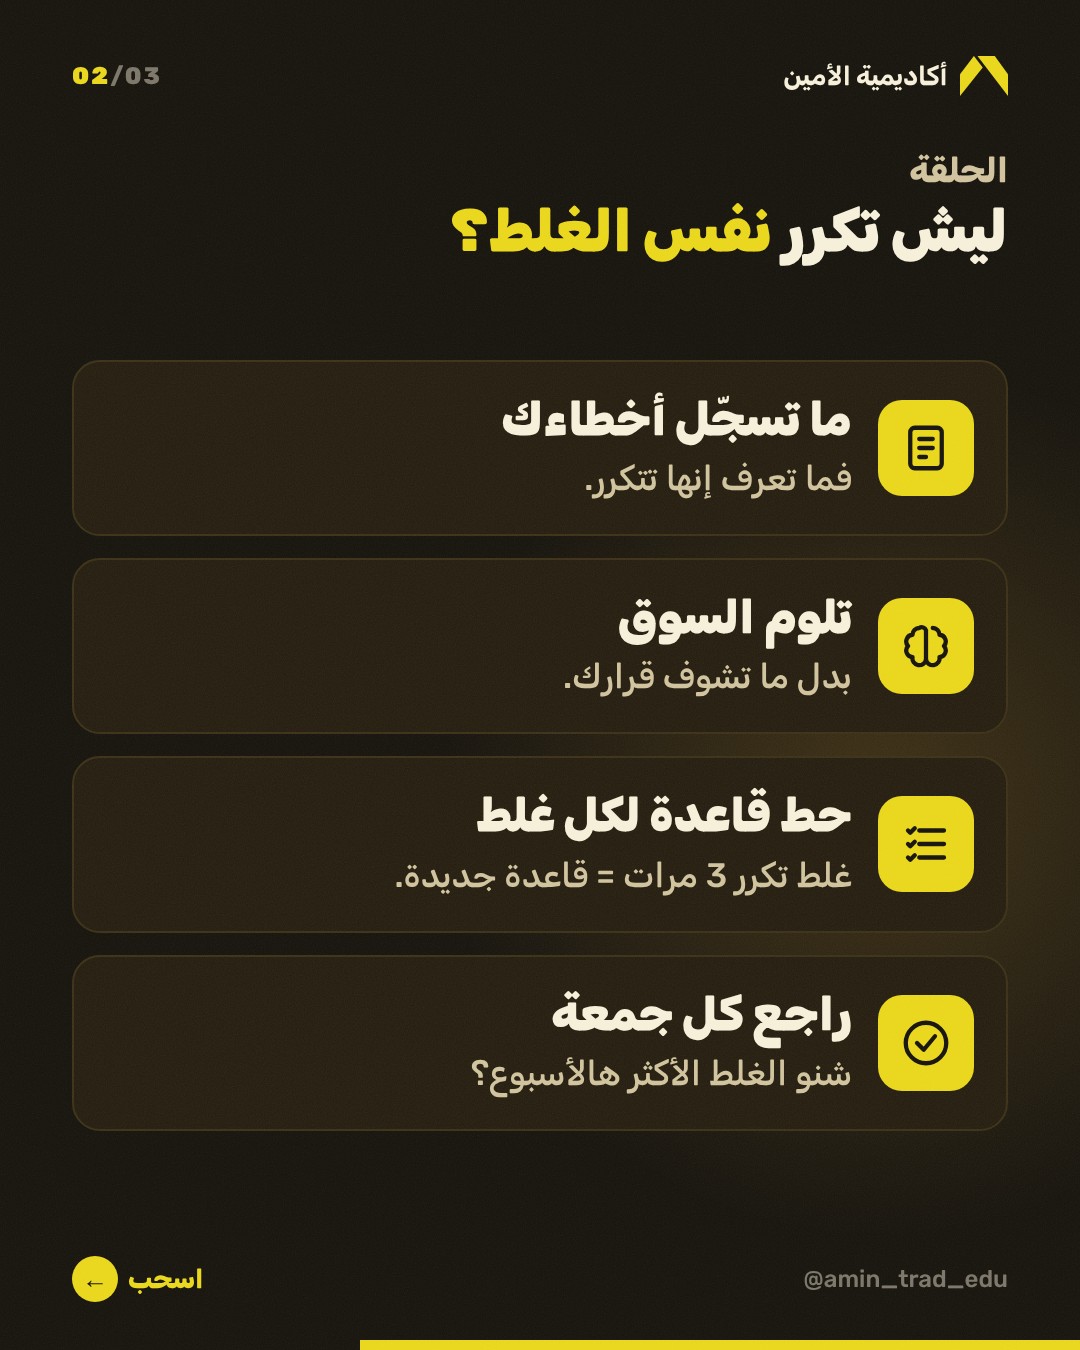 أكاديمية الأمين
02/03
الحلقة
ليش تكرر نفس الغلط؟
ما تسجّل أخطاءك
فما تعرف إنها تتكرر.
تلوم السوق
بدل ما تشوف قرارك.
حط قاعدة لكل غلط
غلط تكرر 3 مرات = قاعدة جديدة.
راجع كل جمعة
شنو الغلط الأكثر هالأسبوع؟
@amin_trad_edu
اسحب ←